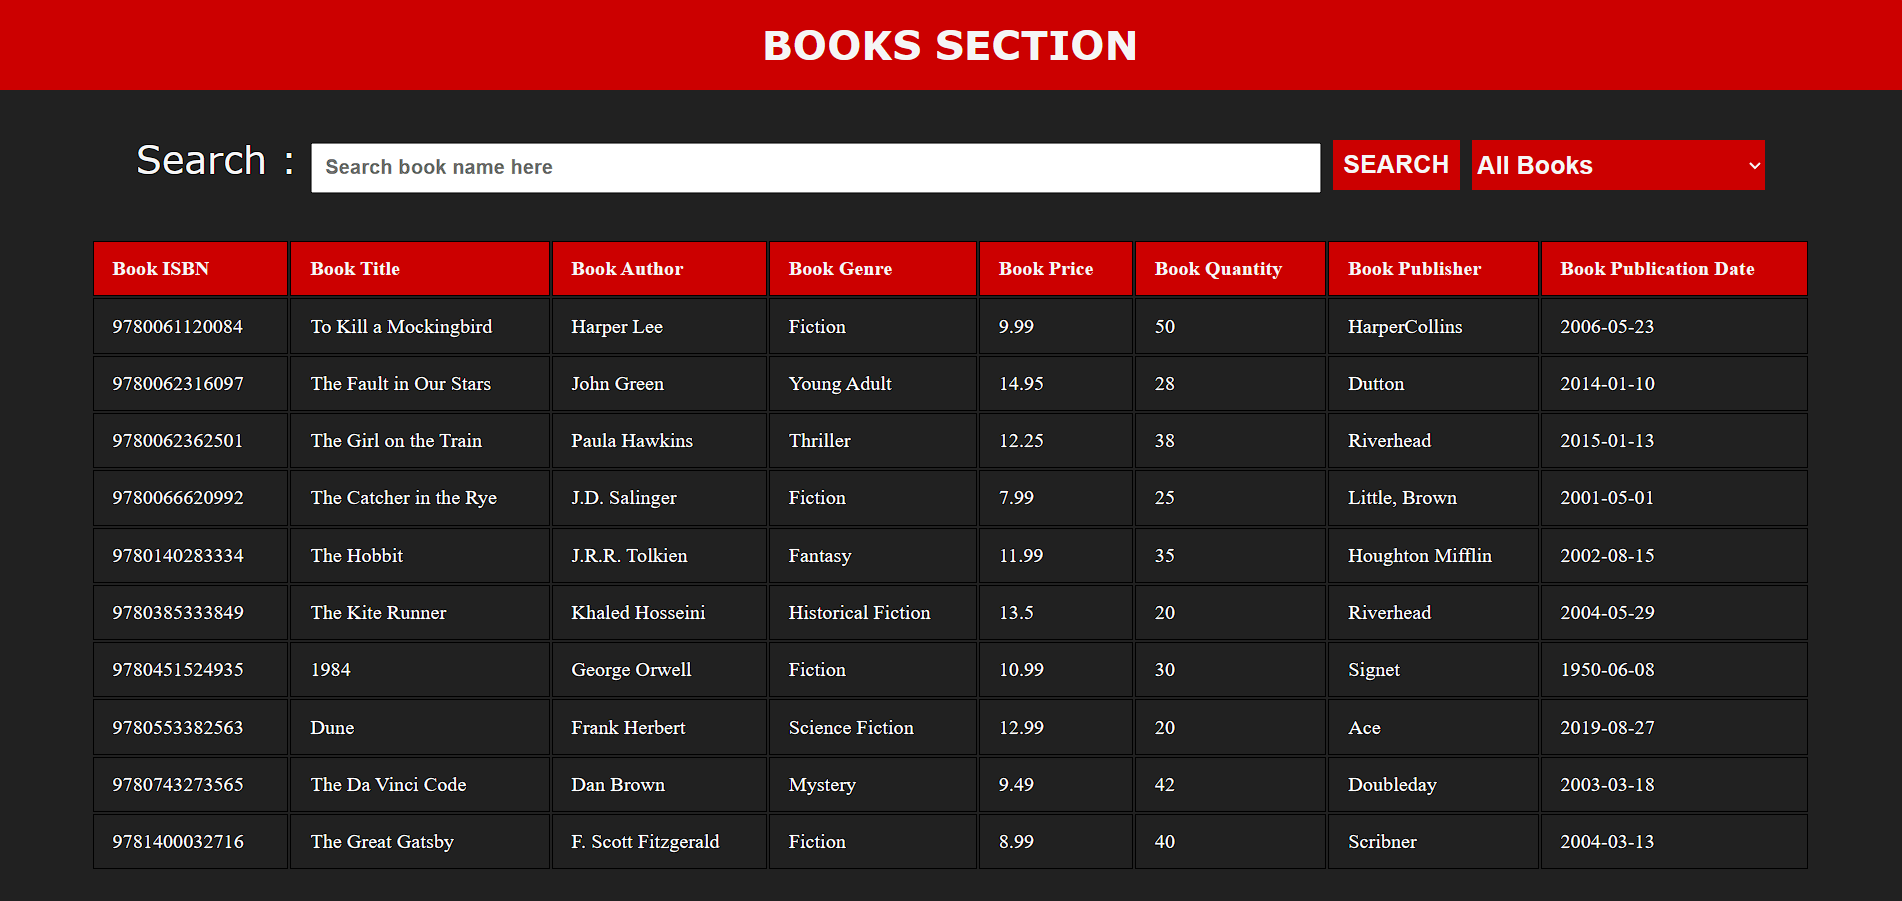 BOOKS SECTION
Search : Search book name here SEARCH All Books
Book ISBN Book Title Book Author Book Genre Book Price Book Quantity Book Publisher Book Publication Date
9780061120084 To Kill a Mockingbird Harper Lee Fiction 9.99 50 HarperCollins 2006-05-23
9780062316097 The Fault in Our Stars John Green Young Adult 14.95 28 Dutton 2014-01-10
9780062362501 The Girl on the Train Paula Hawkins Thriller 12.25 38 Riverhead 2015-01-13
9780066620992 The Catcher in the Rye J.D. Salinger Fiction 7.99 25 Little, Brown 2001-05-01
9780140283334 The Hobbit J.R.R. Tolkien Fantasy 11.99 35 Houghton Mifflin 2002-08-15
9780385333849 The Kite Runner Khaled Hosseini Historical Fiction 13.5 20 Riverhead 2004-05-29
9780451524935 1984 George Orwell Fiction 10.99 30 Signet 1950-06-08
9780553382563 Dune Frank Herbert Science Fiction 12.99 20 Ace 2019-08-27
9780743273565 The Da Vinci Code Dan Brown Mystery 9.49 42 Doubleday 2003-03-18
9781400032716 The Great Gatsby F. Scott Fitzgerald Fiction 8.99 40 Scribner 2004-03-13